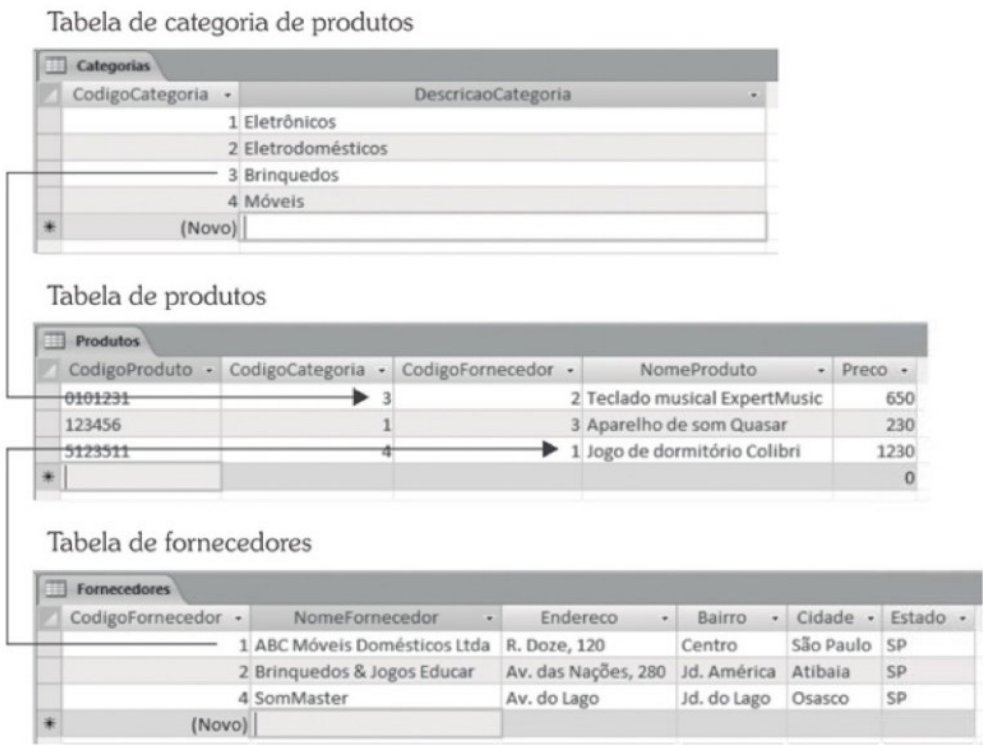 Tabela de categoria de produtos
Categorias
CodigoCategoria DescricaoCategoria
1 Eletrônicos
2 Eletrodomésticos
3 Brinquedos
4 Móveis
* (Novo)
Tabela de produtos
Produtos
CodigoProduto CodigoCategoria CodigoFornecedor NomeProduto Preco
0101231 3 2 Teclado musical ExpertMusic 650
123456 1 3 Aparelho de som Quasar 230
5123511 4 1 Jogo de dormitório Colibri 1230
* 0
Tabela de fornecedores
Fornecedores
CodigoFornecedor NomeFornecedor Endereco Bairro Cidade Estado
1 ABC Móveis Domésticos Ltda R. Doze, 120 Centro São Paulo SP
2 Brinquedos & Jogos Educar Av. das Nações, 280 Jd. América Atibaia SP
4 SomMaster Av. do Lago Jd. do Lago Osasco SP
* (Novo)